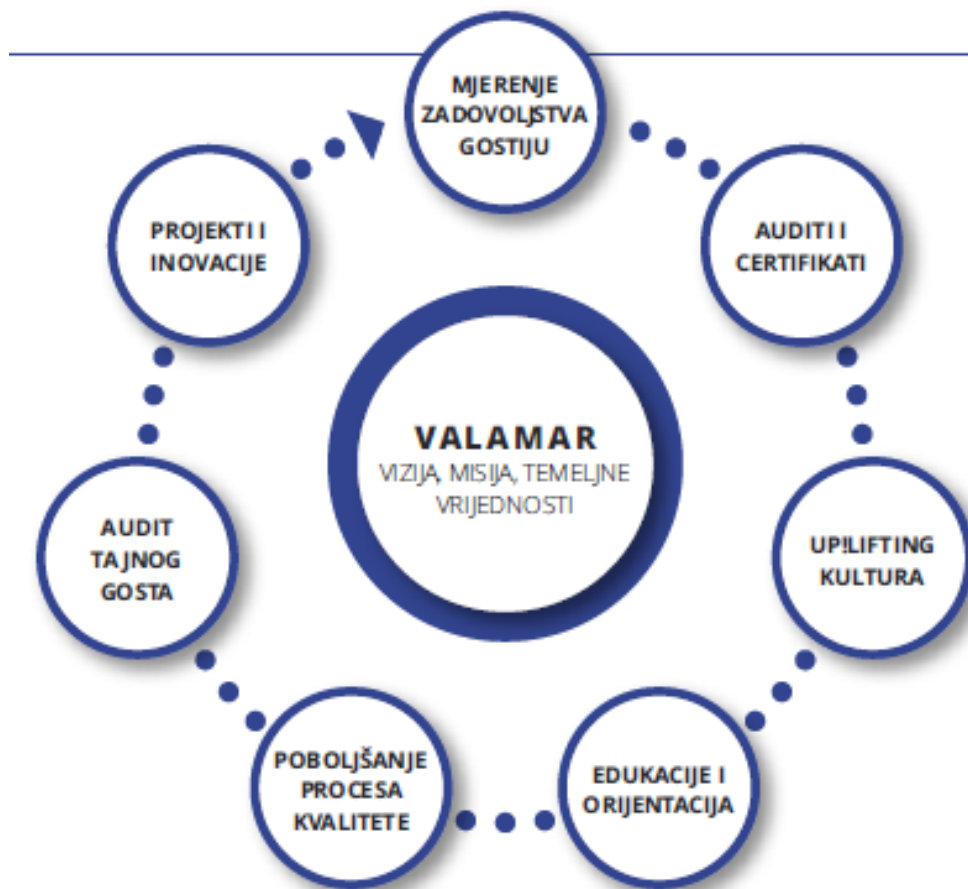 MJERENJE
ZADOVOLJSTVA
GOSTIJU
AUDITI I
CERTIFIKATI
UP!LIFTING
KULTURA
EDUKACIJE I
ORIJENTACIJA
POBOLJŠANJE
PROCESA
KVALITETE
AUDIT
TAJNOG
GOSTA
PROJEKTI I
INOVACIJE
VALAMAR
VIZIJA, MISIJA, TEMELJNE
VRIJEDNOSTI